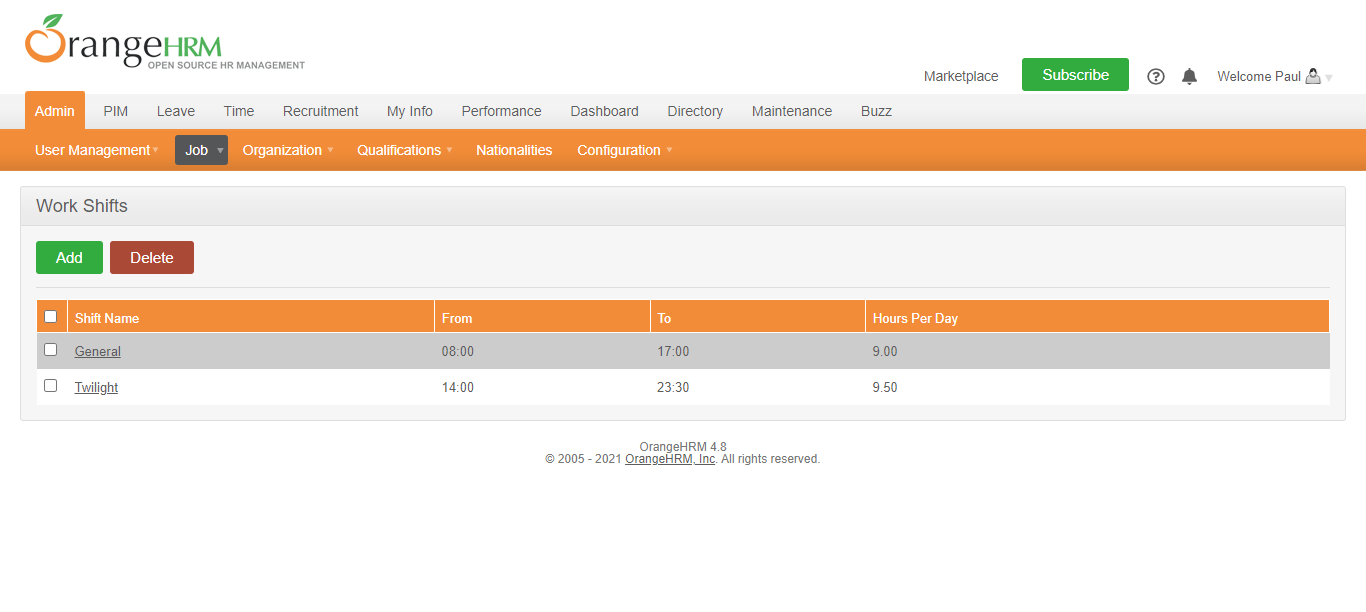 OrangeHRM
OPEN SOURCE HR MANAGEMENT
Marketplace Subscribe Welcome Paul
Admin PIM Leave Time Recruitment My Info Performance Dashboard Directory Maintenance Buzz
User Management Job Organization Qualifications Nationalities Configuration
Work Shifts
Add Delete
Shift Name From To Hours Per Day
General 08:00 17:00 9.00
Twilight 14:00 23:30 9.50
OrangeHRM 4.8
© 2005 - 2021 OrangeHRM, Inc. All rights reserved.